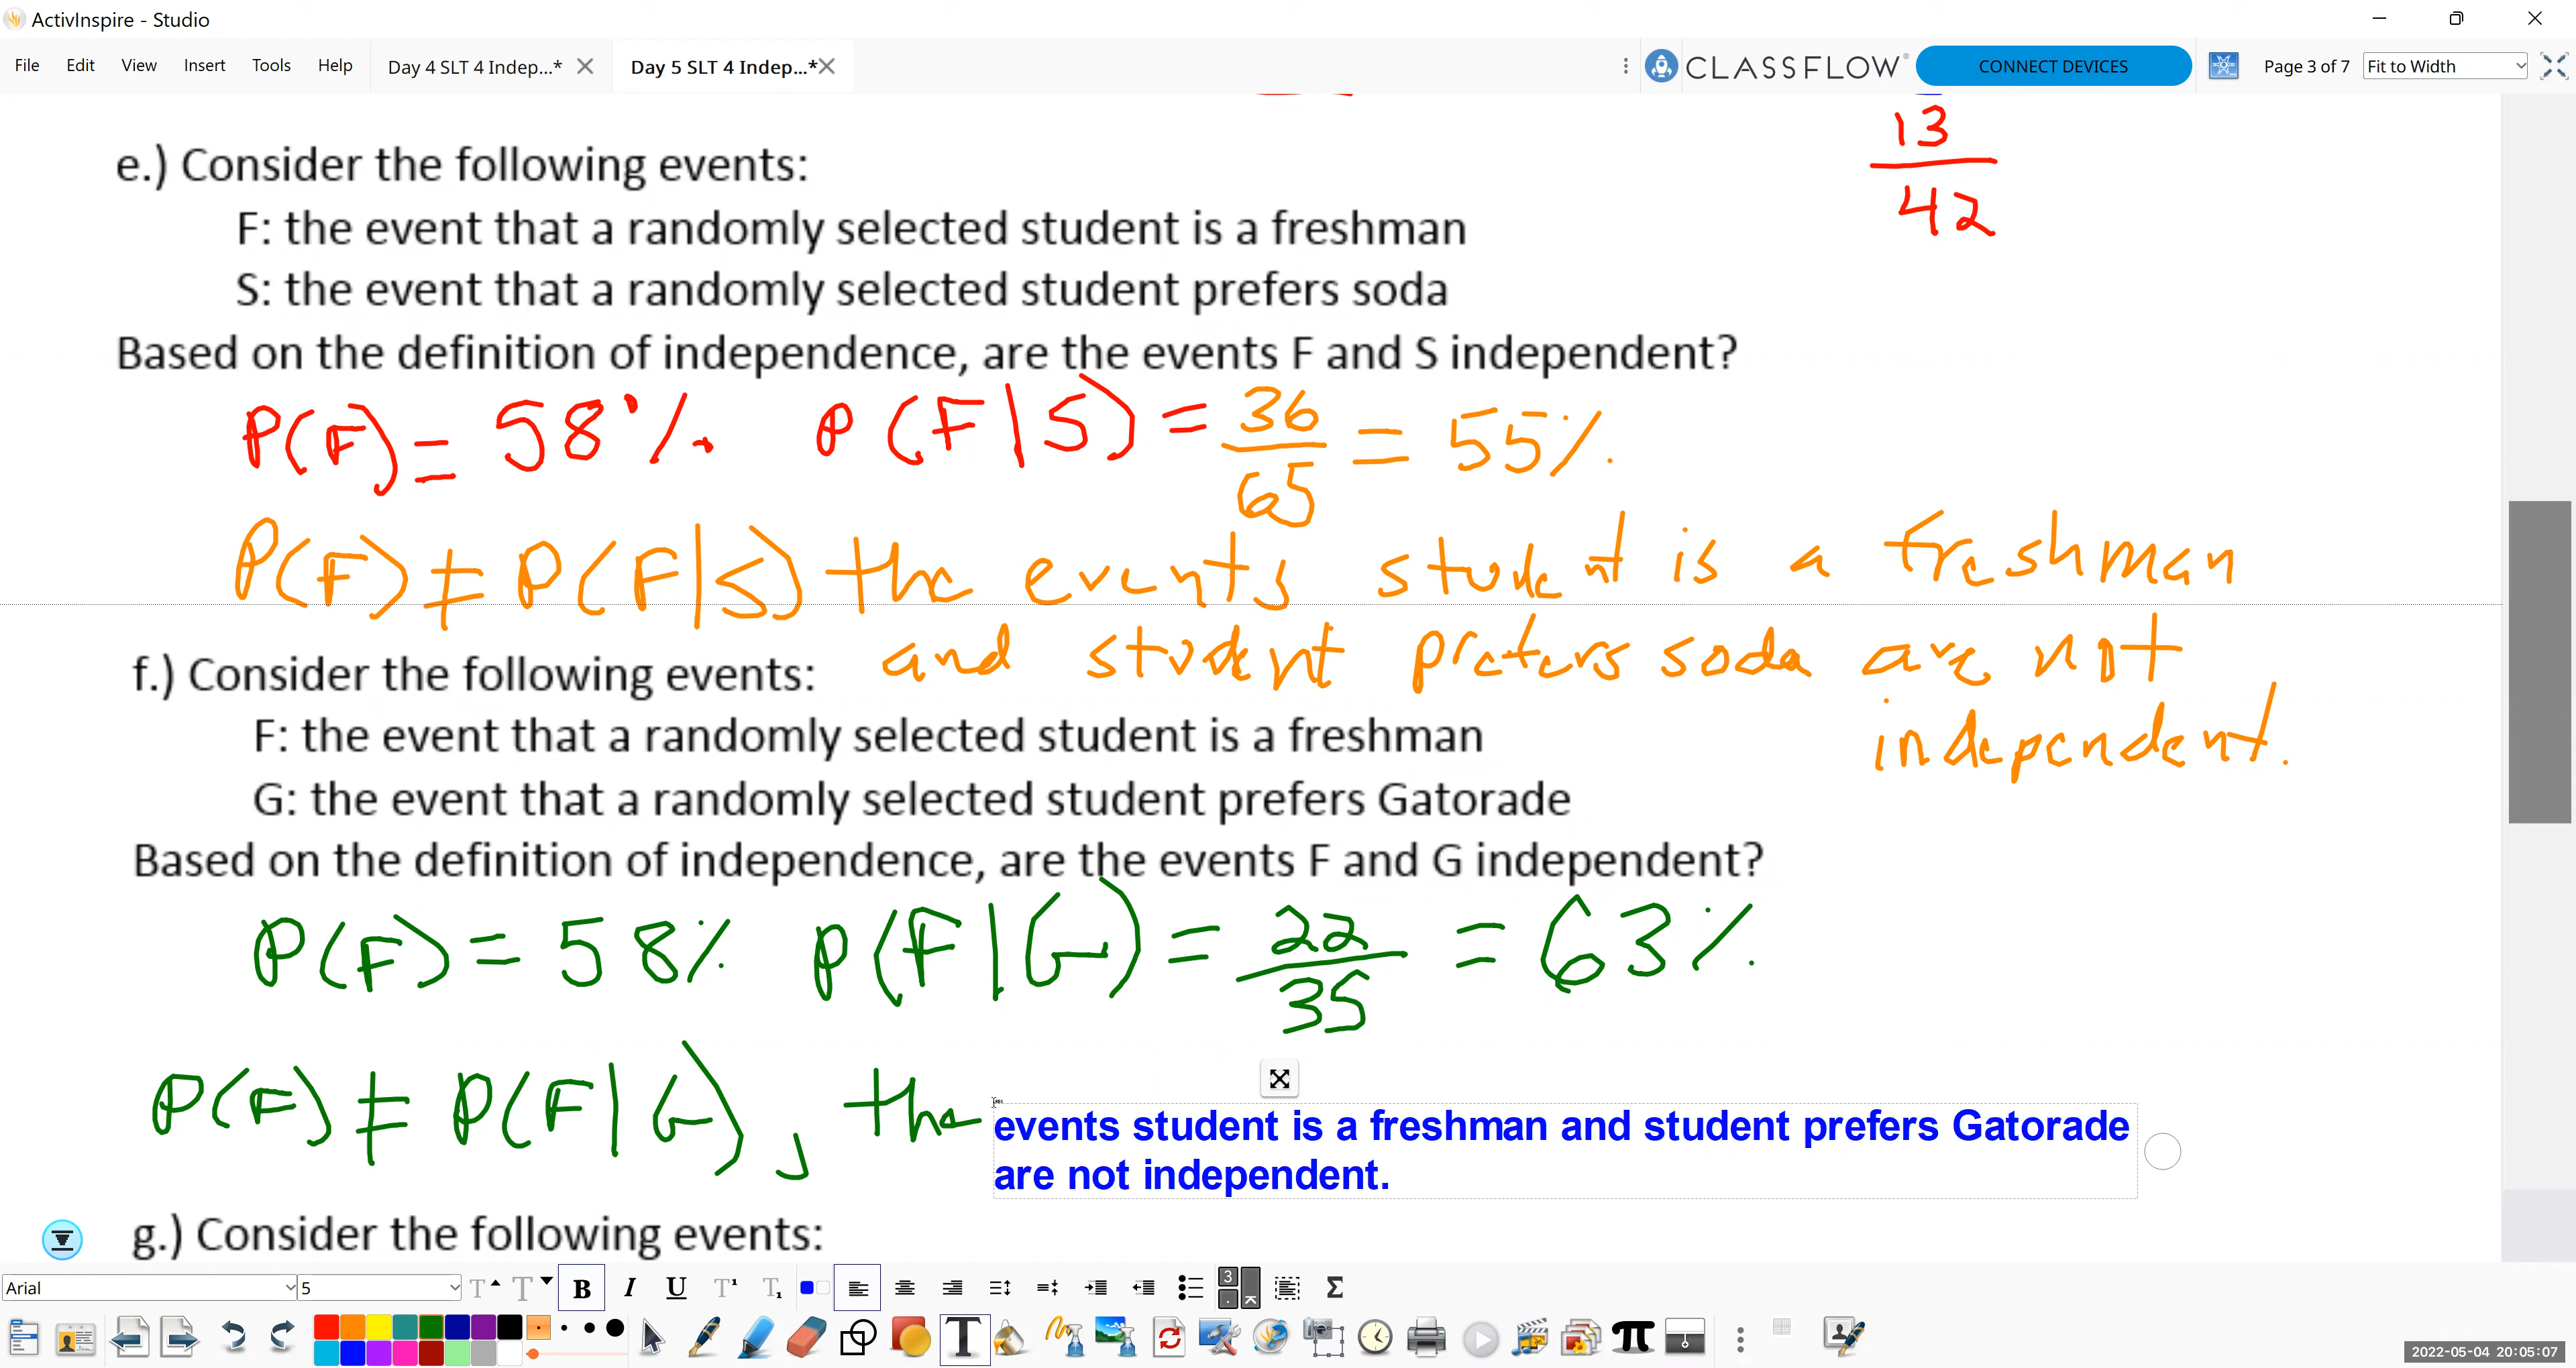 ActivInspire - Studio
File Edit View Insert Tools Help Day 4 SLT 4 Indep...* Day 5 SLT 4 Indep...* CLASSFLOW® CONNECT DEVICES Page 3 of 7 Fit to Width
13
42
e.) Consider the following events:
F: the event that a randomly selected student is a freshman
S: the event that a randomly selected student prefers soda
Based on the definition of independence, are the events F and S independent?
P(F) = 58% P(F|S) = 36/65 = 55%
P(F) ≠ P(F|S) the events student is a freshman
and student prefers soda are not
independent.
f.) Consider the following events:
F: the event that a randomly selected student is a freshman
G: the event that a randomly selected student prefers Gatorade
Based on the definition of independence, are the events F and G independent?
P(F) = 58% P(F|G) = 22/35 = 63%
P(F) ≠ P(F|G), the events student is a freshman and student prefers Gatorade
are not independent.
g.) Consider the following events:
Arial 5 B I U
2022-05-04 20:05:07